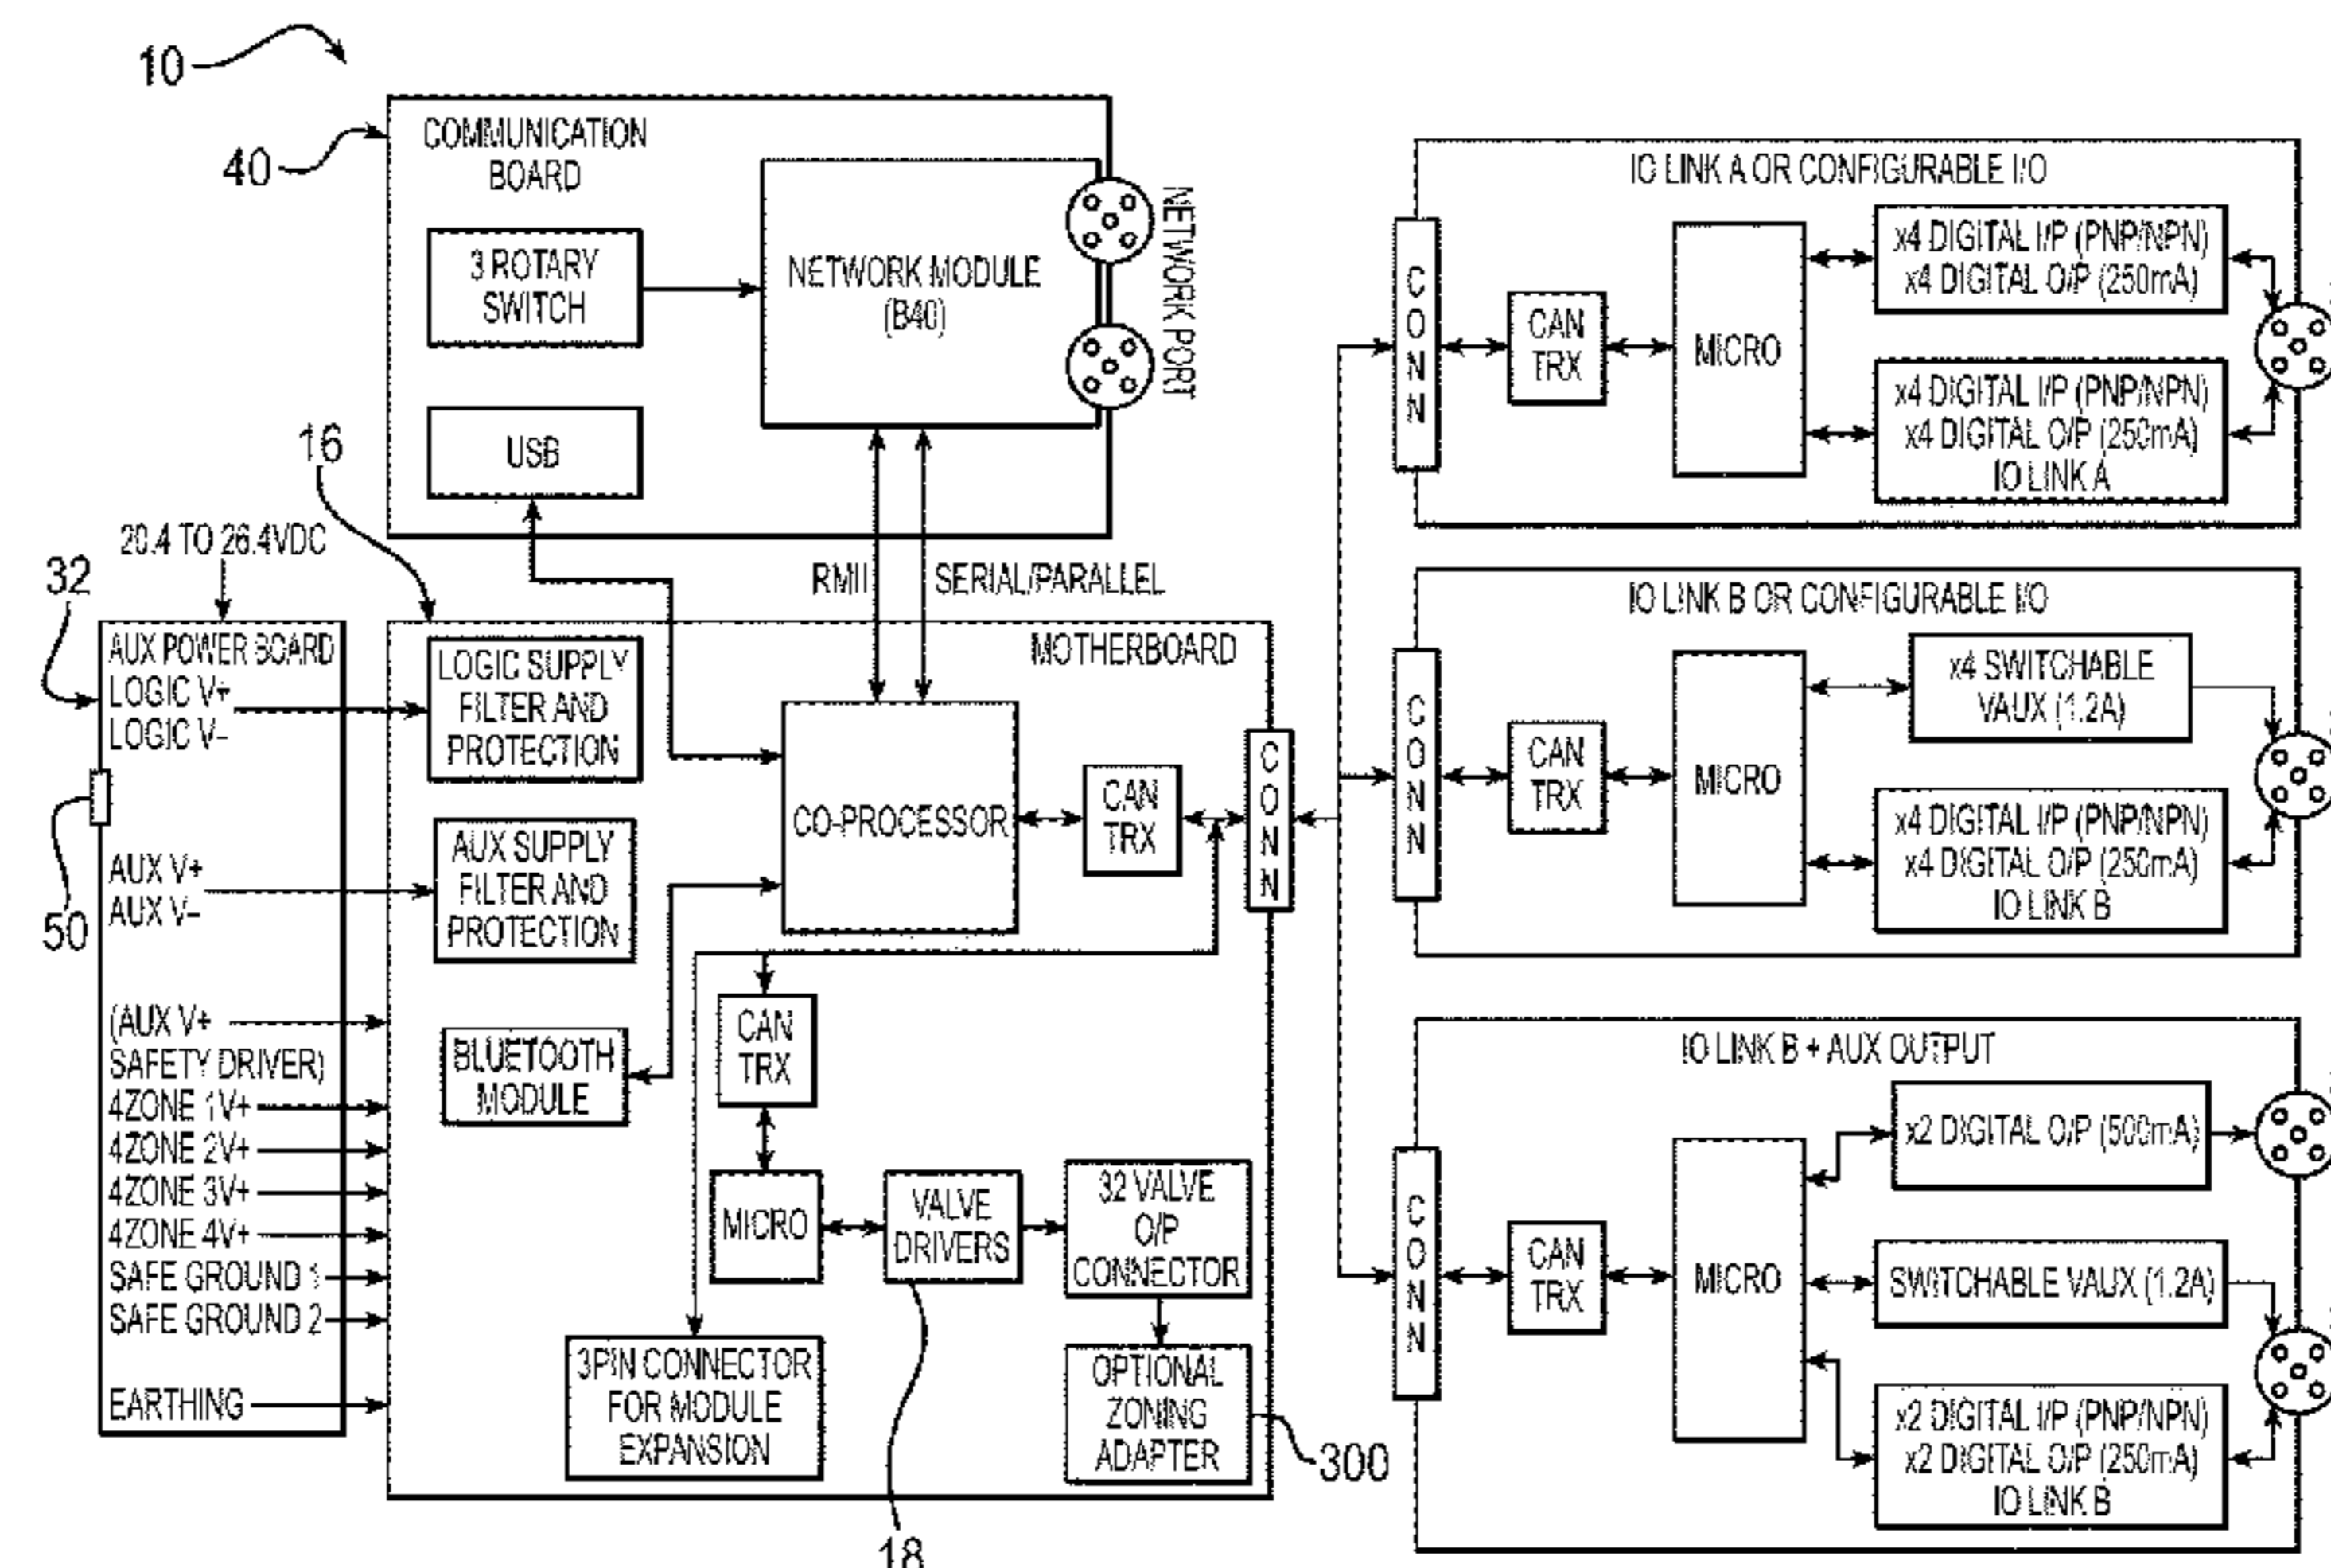 10
40
COMMUNICATION
BOARD
3 ROTARY
SWITCH
NETWORK MODULE
(B40)
NETWORK PORT
USB
16
RMII
SERIAL/PARALLEL
20.4 TO 26.4VDC
32
AUX POWER BOARD
LOGIC V+
LOGIC V–
50
AUX V+
AUX V–
(AUX V+
SAFETY DRIVER)
4ZONE 1V+
4ZONE 2V+
4ZONE 3V+
4ZONE 4V+
SAFE GROUND 1
SAFE GROUND 2
EARTHING
MOTHERBOARD
LOGIC SUPPLY
FILTER AND
PROTECTION
AUX SUPPLY
FILTER AND
PROTECTION
CO-PROCESSOR
CAN
TRX
CONN
BLUETOOTH
MODULE
CAN
TRX
MICRO
VALVE
DRIVERS
32 VALVE
O/P
CONNECTOR
3PIN CONNECTOR
FOR MODULE
EXPANSION
OPTIONAL
ZONING
ADAPTER
300
18
IO LINK A OR CONFIGURABLE I/O
CONN
CAN
TRX
MICRO
x4 DIGITAL I/P (PNP/NPN)
x4 DIGITAL O/P (250mA)
x4 DIGITAL I/P (PNP/NPN)
x4 DIGITAL O/P (250mA)
IO LINK A
IO LINK B OR CONFIGURABLE I/O
CONN
CAN
TRX
MICRO
x4 SWITCHABLE
VAUX (1.2A)
x4 DIGITAL I/P (PNP/NPN)
x4 DIGITAL O/P (250mA)
IO LINK B
IO LINK B + AUX OUTPUT
CONN
CAN
TRX
MICRO
x2 DIGITAL O/P (500mA)
SWITCHABLE VAUX (1.2A)
x2 DIGITAL I/P (PNP/NPN)
x2 DIGITAL O/P (250mA)
IO LINK B